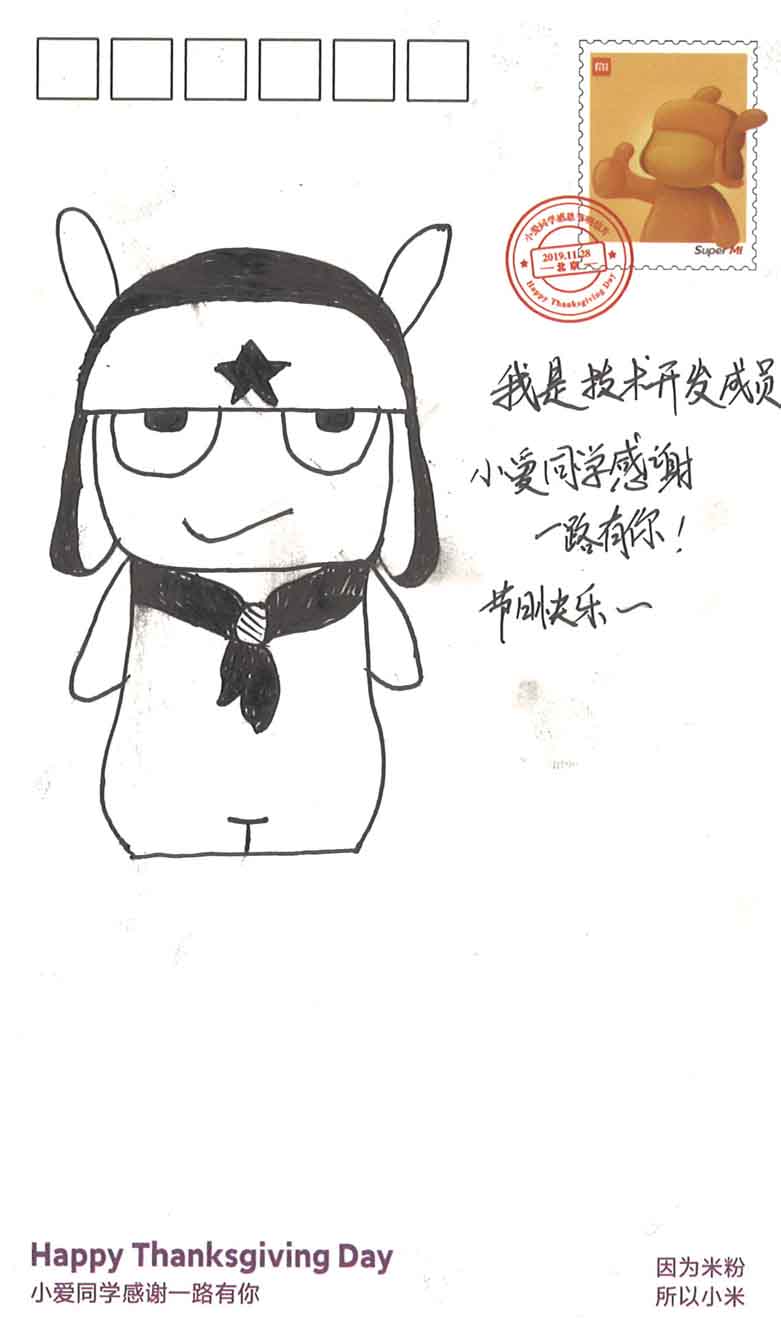 MI
Super MI
小爱同学感恩节明信片
2019.11.28
北京
Happy Thanksgiving Day
我是技术开发成员
小爱同学感谢
一路有你！
节日快乐～
Happy Thanksgiving Day
小爱同学感谢一路有你
因为米粉
所以小米